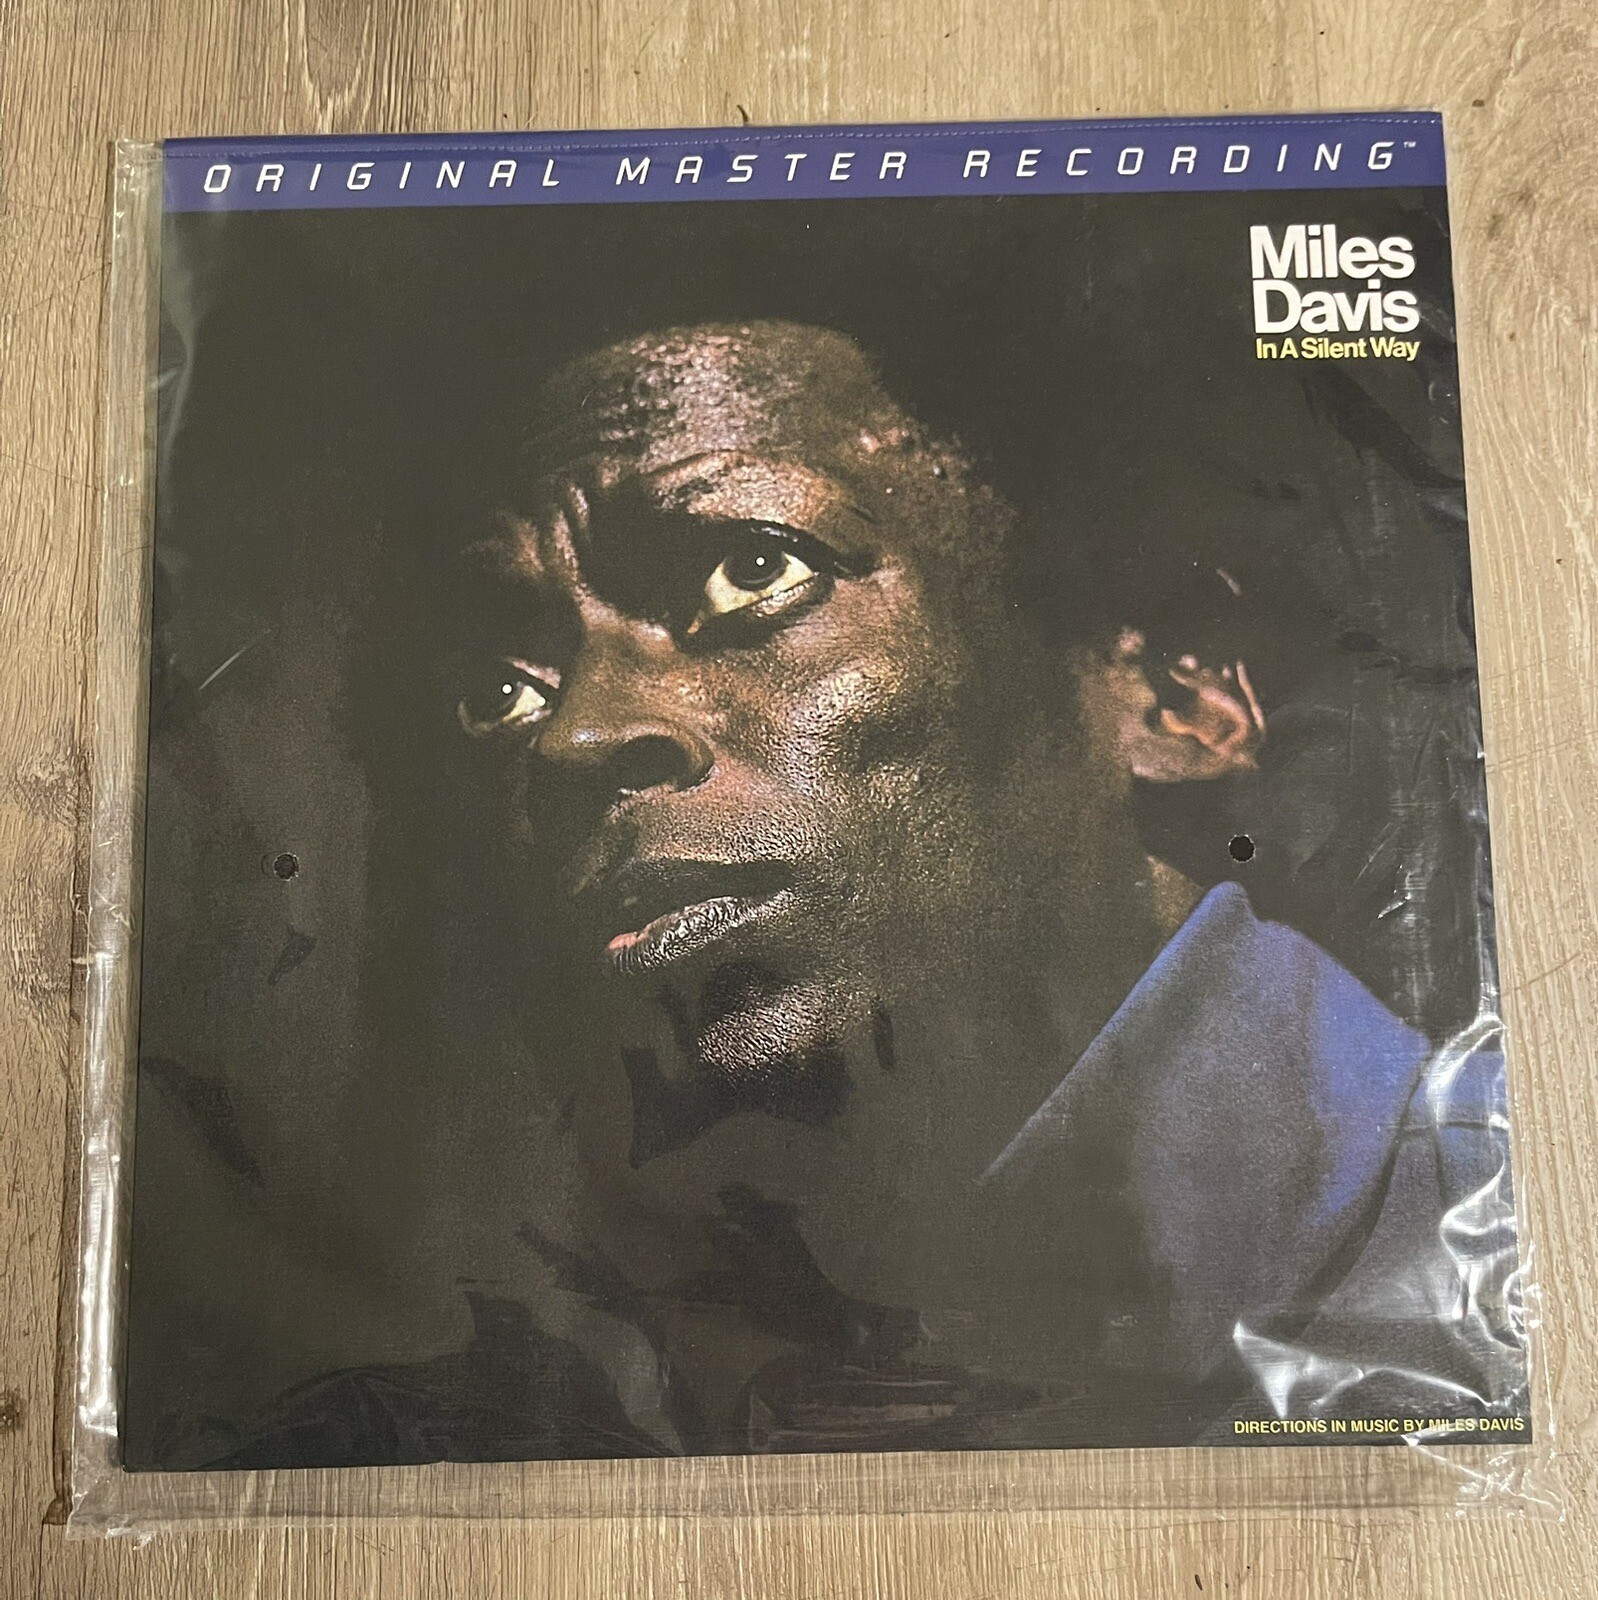 ORIGINAL MASTER RECORDING™
Miles
Davis
In A Silent Way
DIRECTIONS IN MUSIC BY MILES DAVIS